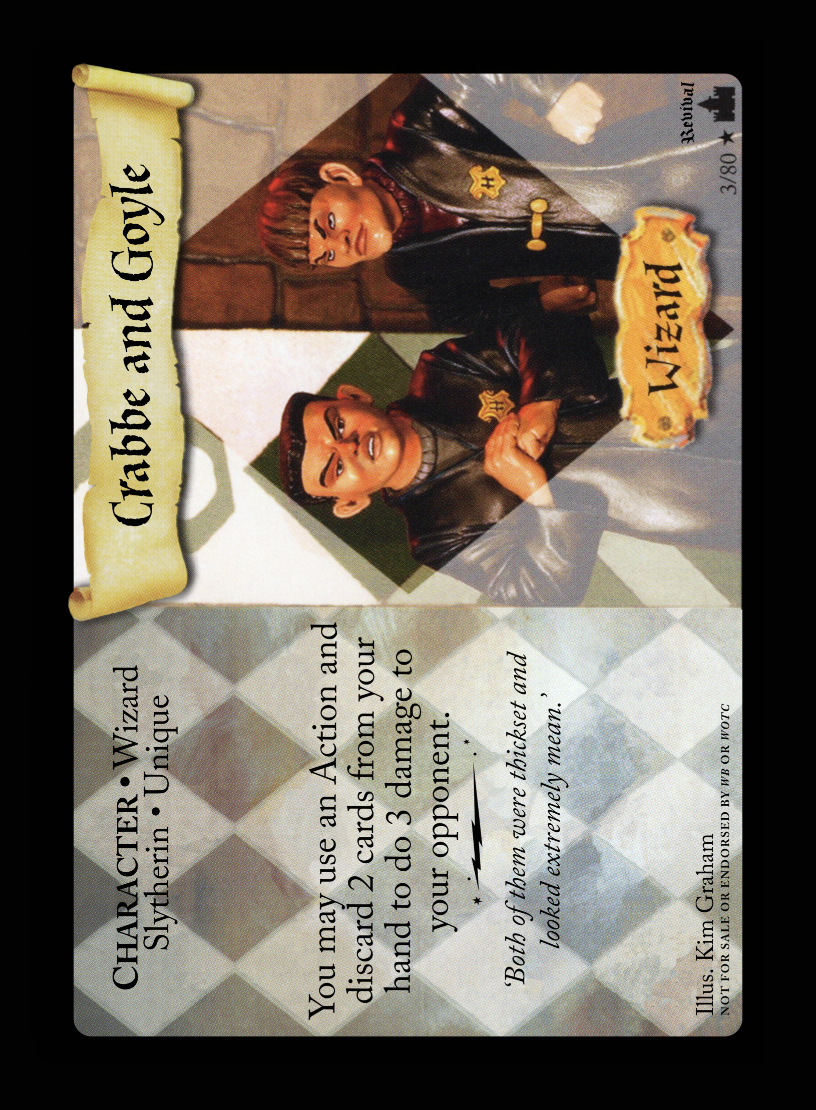 Crabbe and Goyle
CHARACTER • Wizard
Slytherin • Unique
You may use an Action and
discard 2 cards from your
hand to do 3 damage to
your opponent.
‘Both of them were thickset and
looked extremely mean.’
Illus. Kim Graham
NOT FOR SALE OR ENDORSED BY WB OR WOTC
Wizard
Revival
3/80 ★
H
H